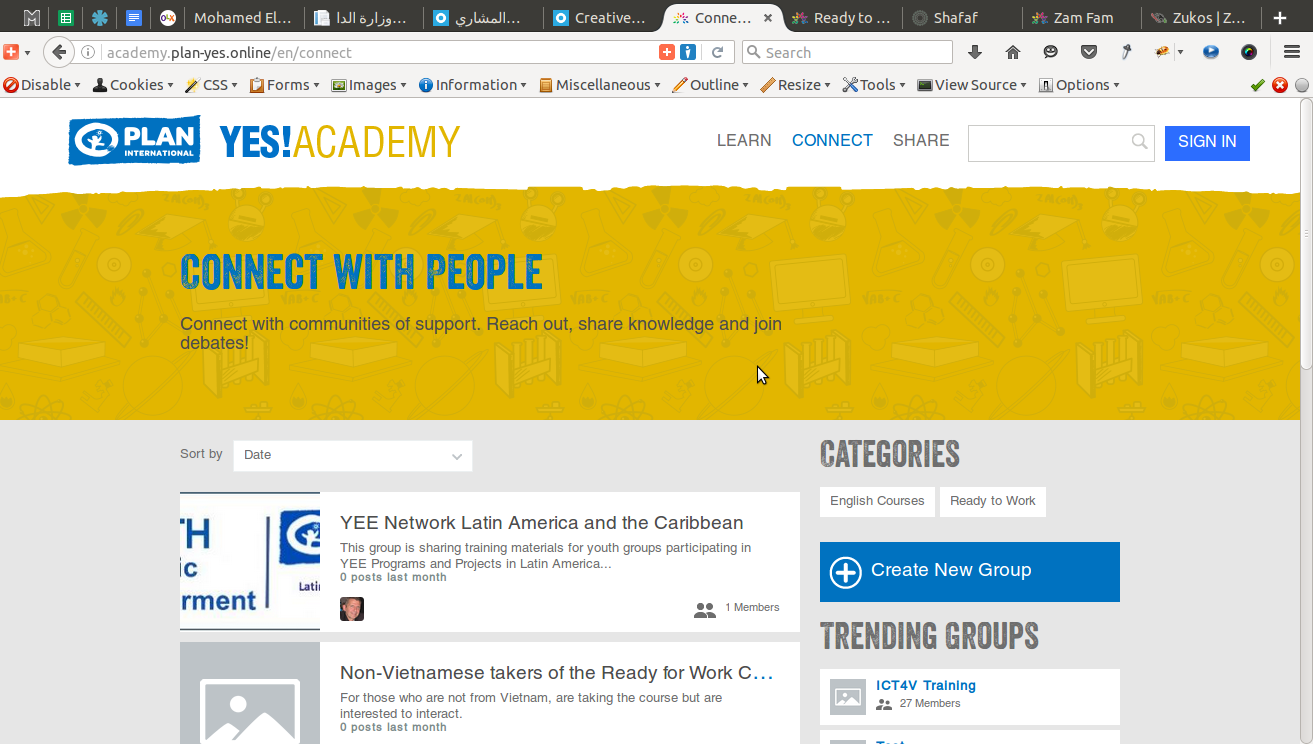 Mohamed El...
وزارة الدا...
المشاري...
Creative...
Conne...
Ready to ...
Shafaf
Zam Fam
Zukos | Z...
academy.plan-yes.online/en/connect
Search
Disable
Cookies
CSS
Forms
Images
Information
Miscellaneous
Outline
Resize
Tools
View Source
Options
PLAN
INTERNATIONAL
YES!ACADEMY
LEARN
CONNECT
SHARE
SIGN IN
CONNECT WITH PEOPLE
Connect with communities of support. Reach out, share knowledge and join
debates!
Sort by
Date
YEE Network Latin America and the Caribbean
This group is sharing training materials for youth groups participating in
YEE Programs and Projects in Latin America...
0 posts last month
1 Members
Non-Vietnamese takers of the Ready for Work C...
For those who are not from Vietnam, are taking the course but are
interested to interact.
0 posts last month
CATEGORIES
English Courses
Ready to Work
Create New Group
TRENDING GROUPS
ICT4V Training
27 Members